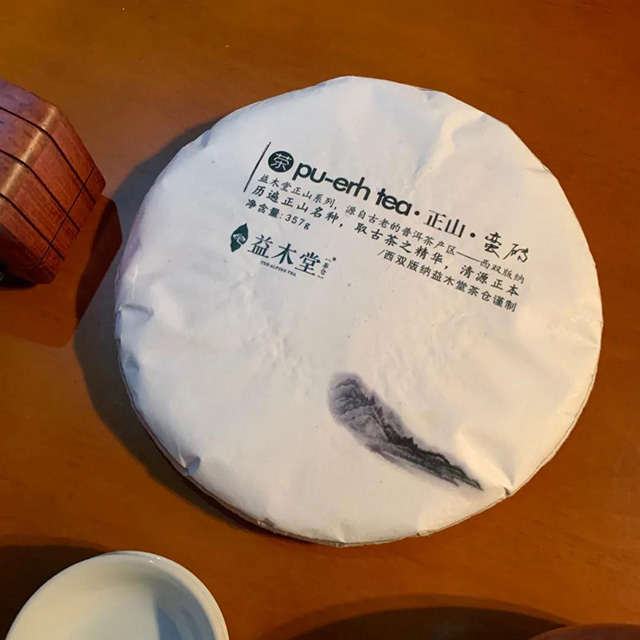 茶 pu-erh tea·正山·蛮砖
益木堂正山系列，源自古老的普洱茶产区——西双版纳
历遍正山名种，取古茶之精华，清源正本
净含量：357g
/西双版纳益木堂茶仓谨制
益木堂